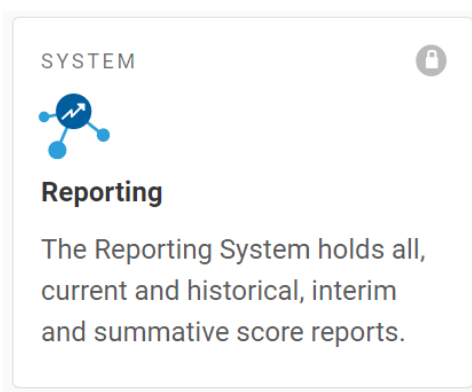 SYSTEM
Reporting
The Reporting System holds all,
current and historical, interim
and summative score reports.